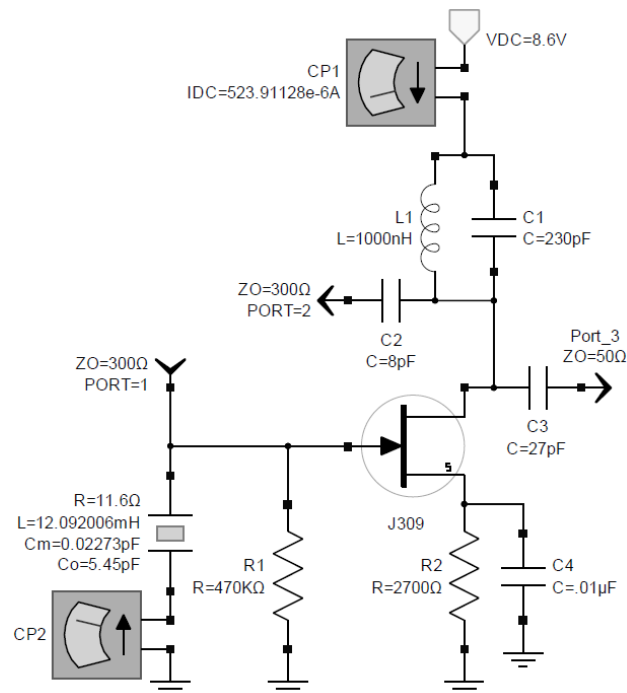 VDC=8.6V
CP1
IDC=523.91128e-6A
L1
L=1000nH
C1
C=230pF
ZO=300Ω
PORT=2
C2
C=8pF
Port_3
ZO=50Ω
ZO=300Ω
PORT=1
C3
C=27pF
S
J309
R=11.6Ω
L=12.092006mH
Cm=0.02273pF
Co=5.45pF
R1
R=470KΩ
R2
R=2700Ω
C4
C=.01µF
CP2